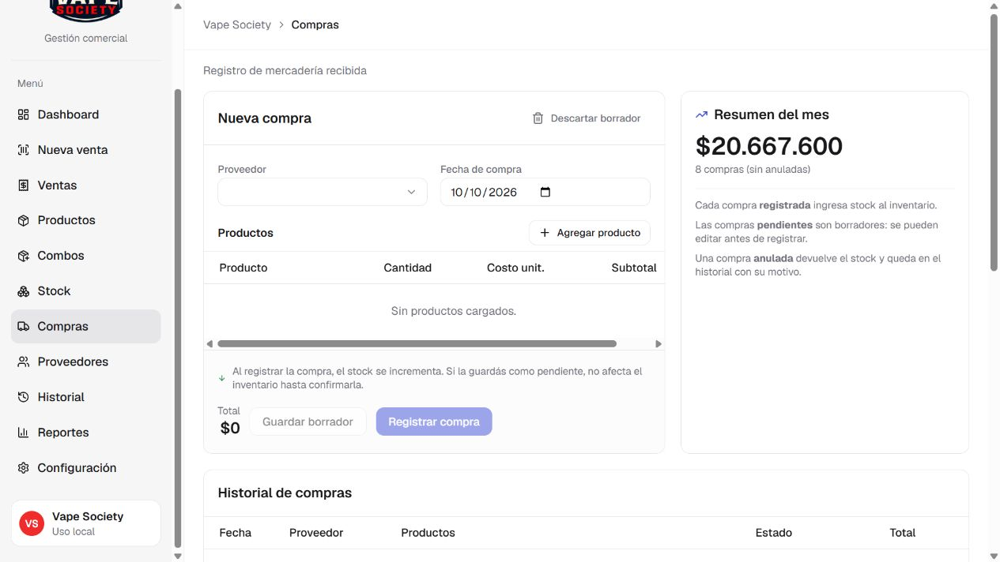 VAPE
SOCIETY
Gestión comercial
Menú
Dashboard
Nueva venta
Ventas
Productos
Combos
Stock
Compras
Proveedores
Historial
Reportes
Configuración
VS
Vape Society
Uso local
Vape Society > Compras
Registro de mercadería recibida
Nueva compra
Descartar borrador
Proveedor
Fecha de compra
10/10/2026
Productos
+ Agregar producto
Producto Cantidad Costo unit. Subtotal
Sin productos cargados.
Al registrar la compra, el stock se incrementa. Si la guardás como pendiente, no afecta el
inventario hasta confirmarla.
Total
$0
Guardar borrador
Registrar compra
Resumen del mes
$20.667.600
8 compras (sin anuladas)
Cada compra registrada ingresa stock al inventario.
Las compras pendientes son borradores: se pueden
editar antes de registrar.
Una compra anulada devuelve el stock y queda en el
historial con su motivo.
Historial de compras
Fecha Proveedor Productos Estado Total